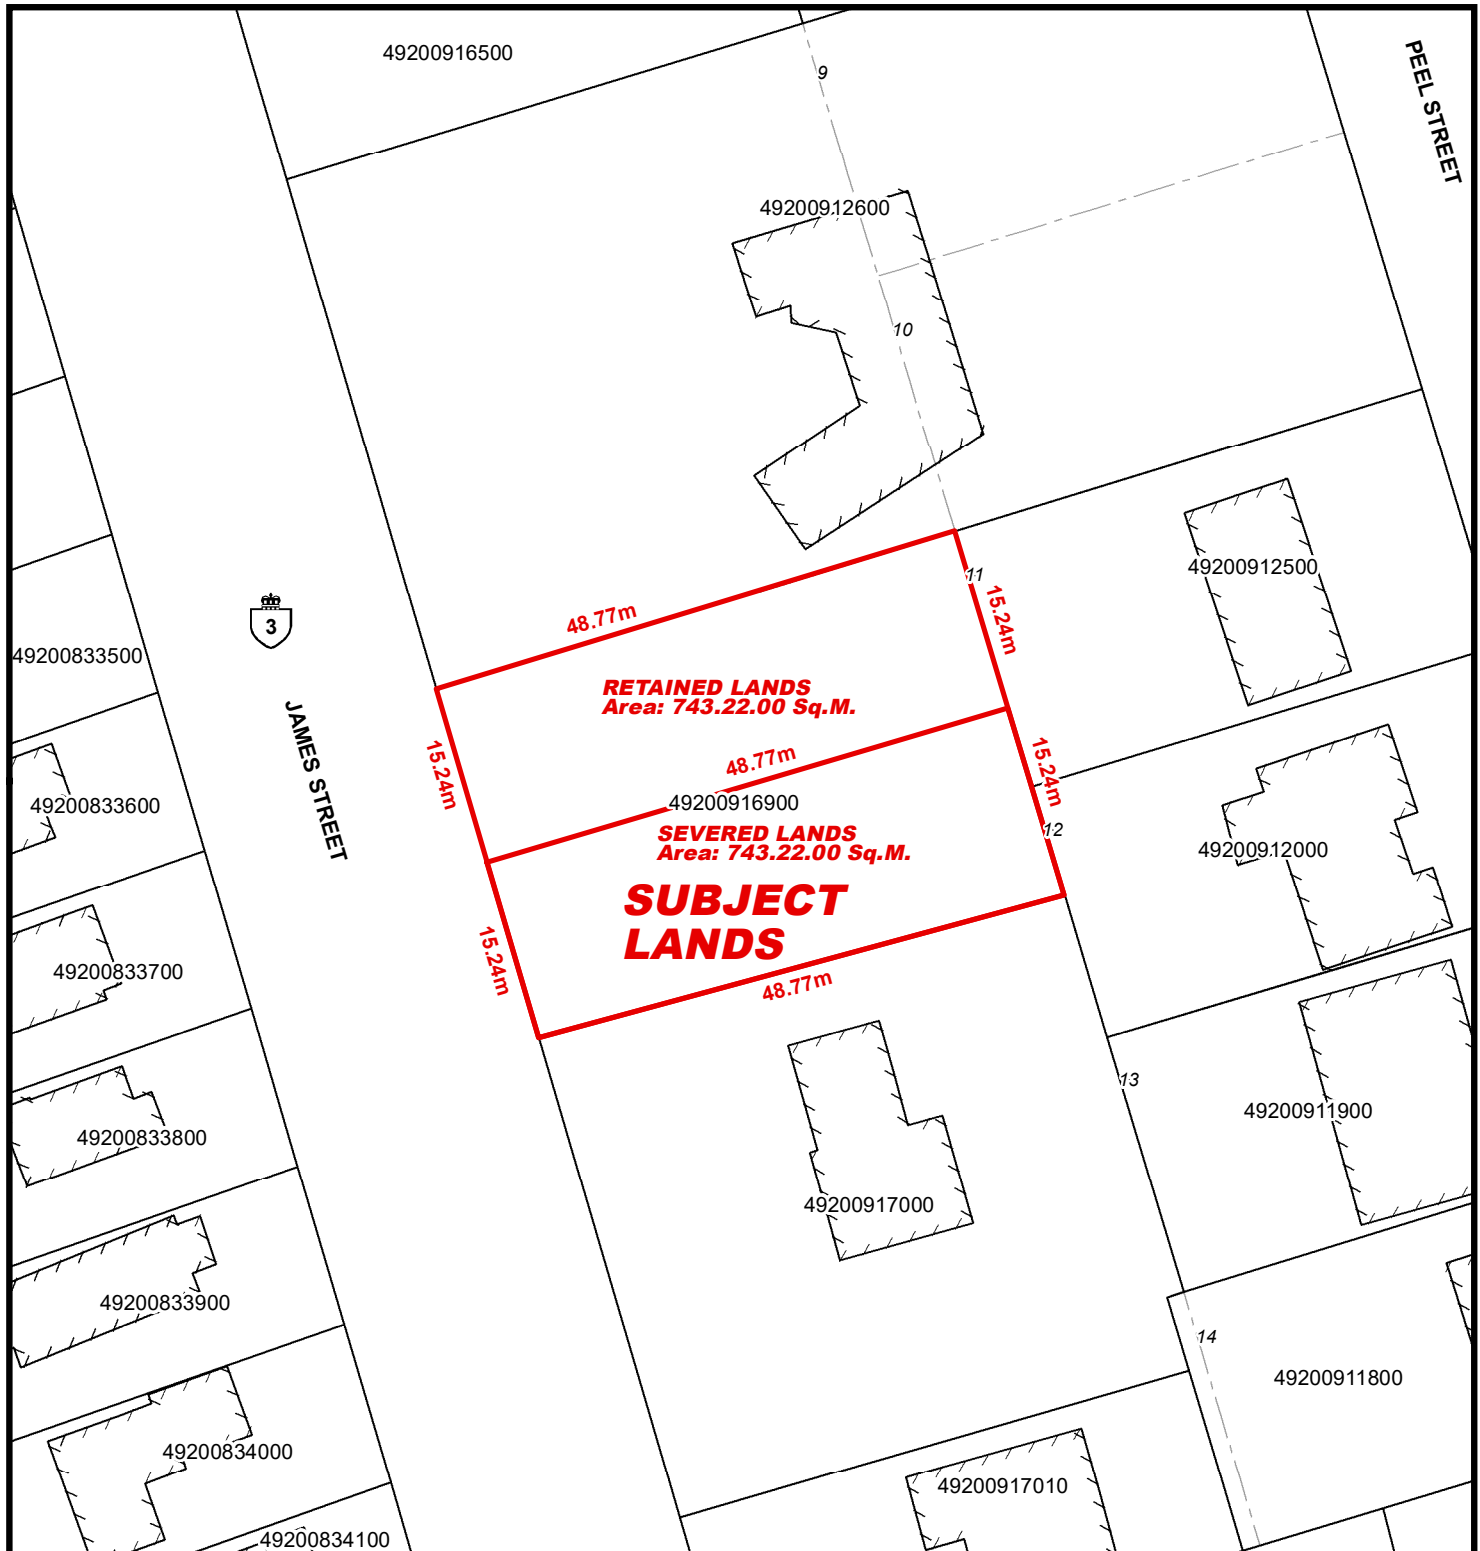 49200916500
9
PEEL STREET
49200912600
10
11
49200912500
48.77m
15.24m
3
49200833500
RETAINED LANDS
Area: 743.22.00 Sq.M.
JAMES STREET
15.24m
48.77m
15.24m
49200833600
49200916900
12
SEVERED LANDS
Area: 743.22.00 Sq.M.
49200912000
SUBJECT
LANDS
15.24m
48.77m
49200833700
13
49200911900
49200833800
49200917000
49200833900
14
49200911800
49200834000
49200917010
49200834100